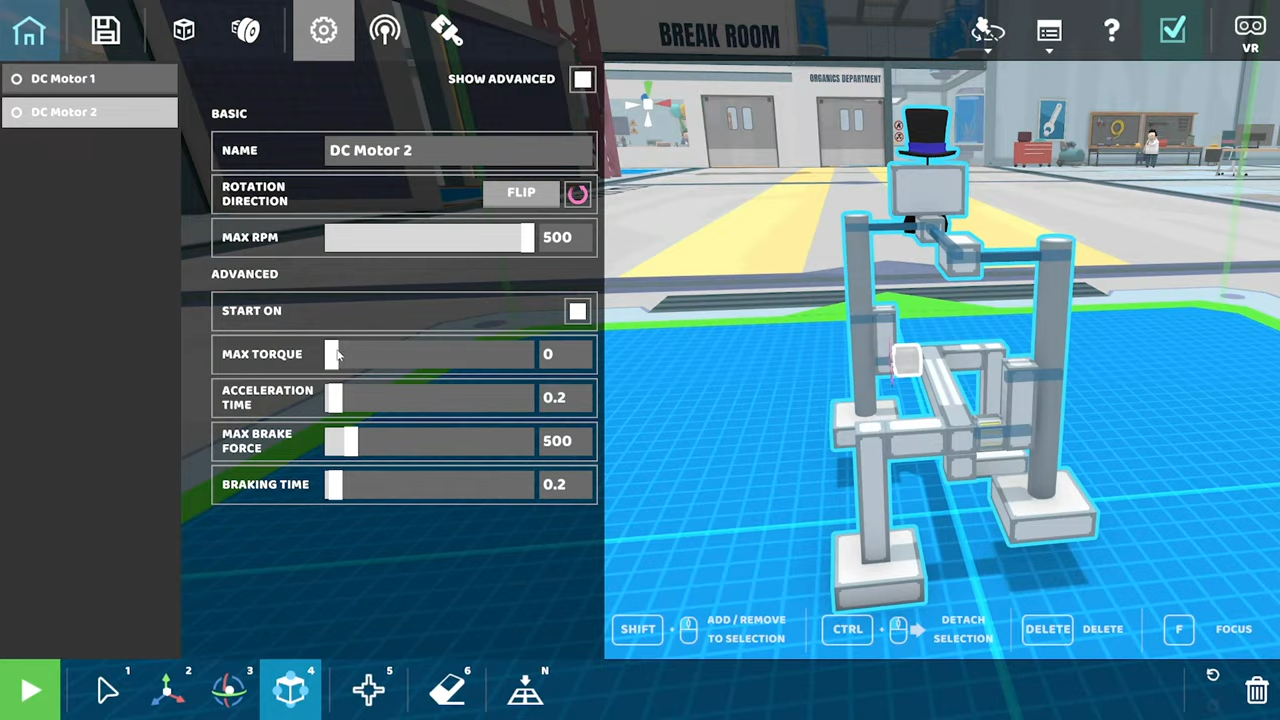 BREAK ROOM
ORGANICS DEPARTMENT
VR
DC Motor 1
DC Motor 2
SHOW ADVANCED
BASIC
NAME DC Motor 2
ROTATION DIRECTION FLIP
MAX RPM 500
ADVANCED
START ON
MAX TORQUE 0
ACCELERATION TIME 0.2
MAX BRAKE FORCE 500
BRAKING TIME 0.2
SHIFT + ADD / REMOVE TO SELECTION
CTRL + DETACH SELECTION
DELETE DELETE
F FOCUS
1 2 3 4 5 6 N